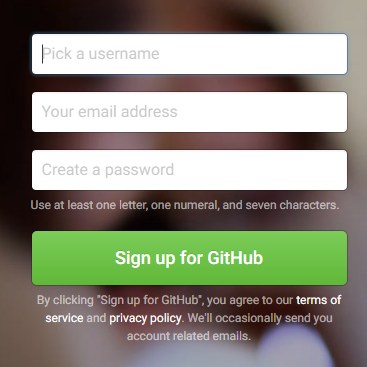 Pick a username
Your email address
Create a password
Use at least one letter, one numeral, and seven characters.
Sign up for GitHub
By clicking "Sign up for GitHub", you agree to our terms of
service and privacy policy. We'll occasionally send you
account related emails.